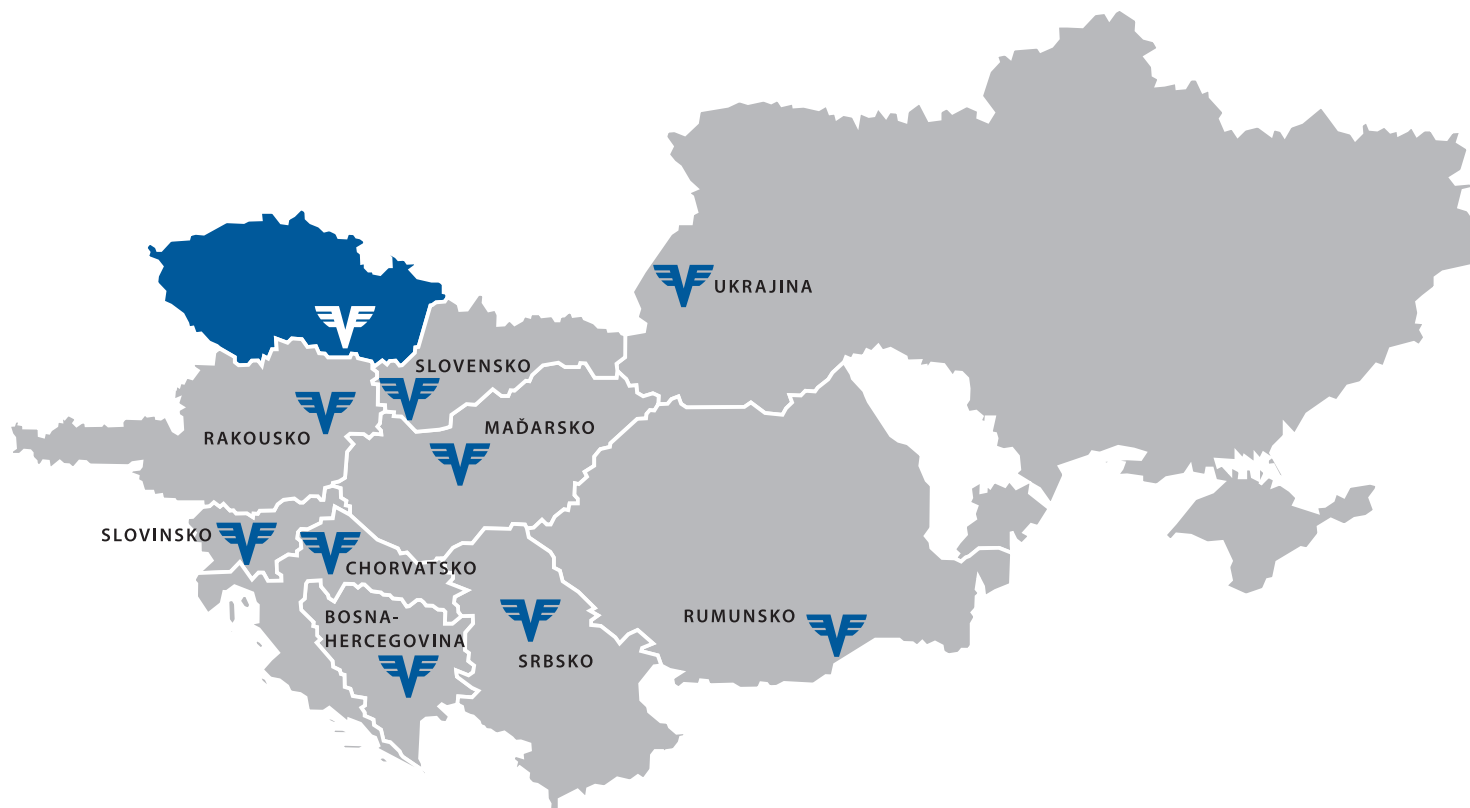 UKRAJINA
SLOVENSKO
RAKOUSKO
MAĎARSKO
SLOVINSKO
CHORVATSKO
BOSNA-
HERCEGOVINA
RUMUNSKO
SRBSKO